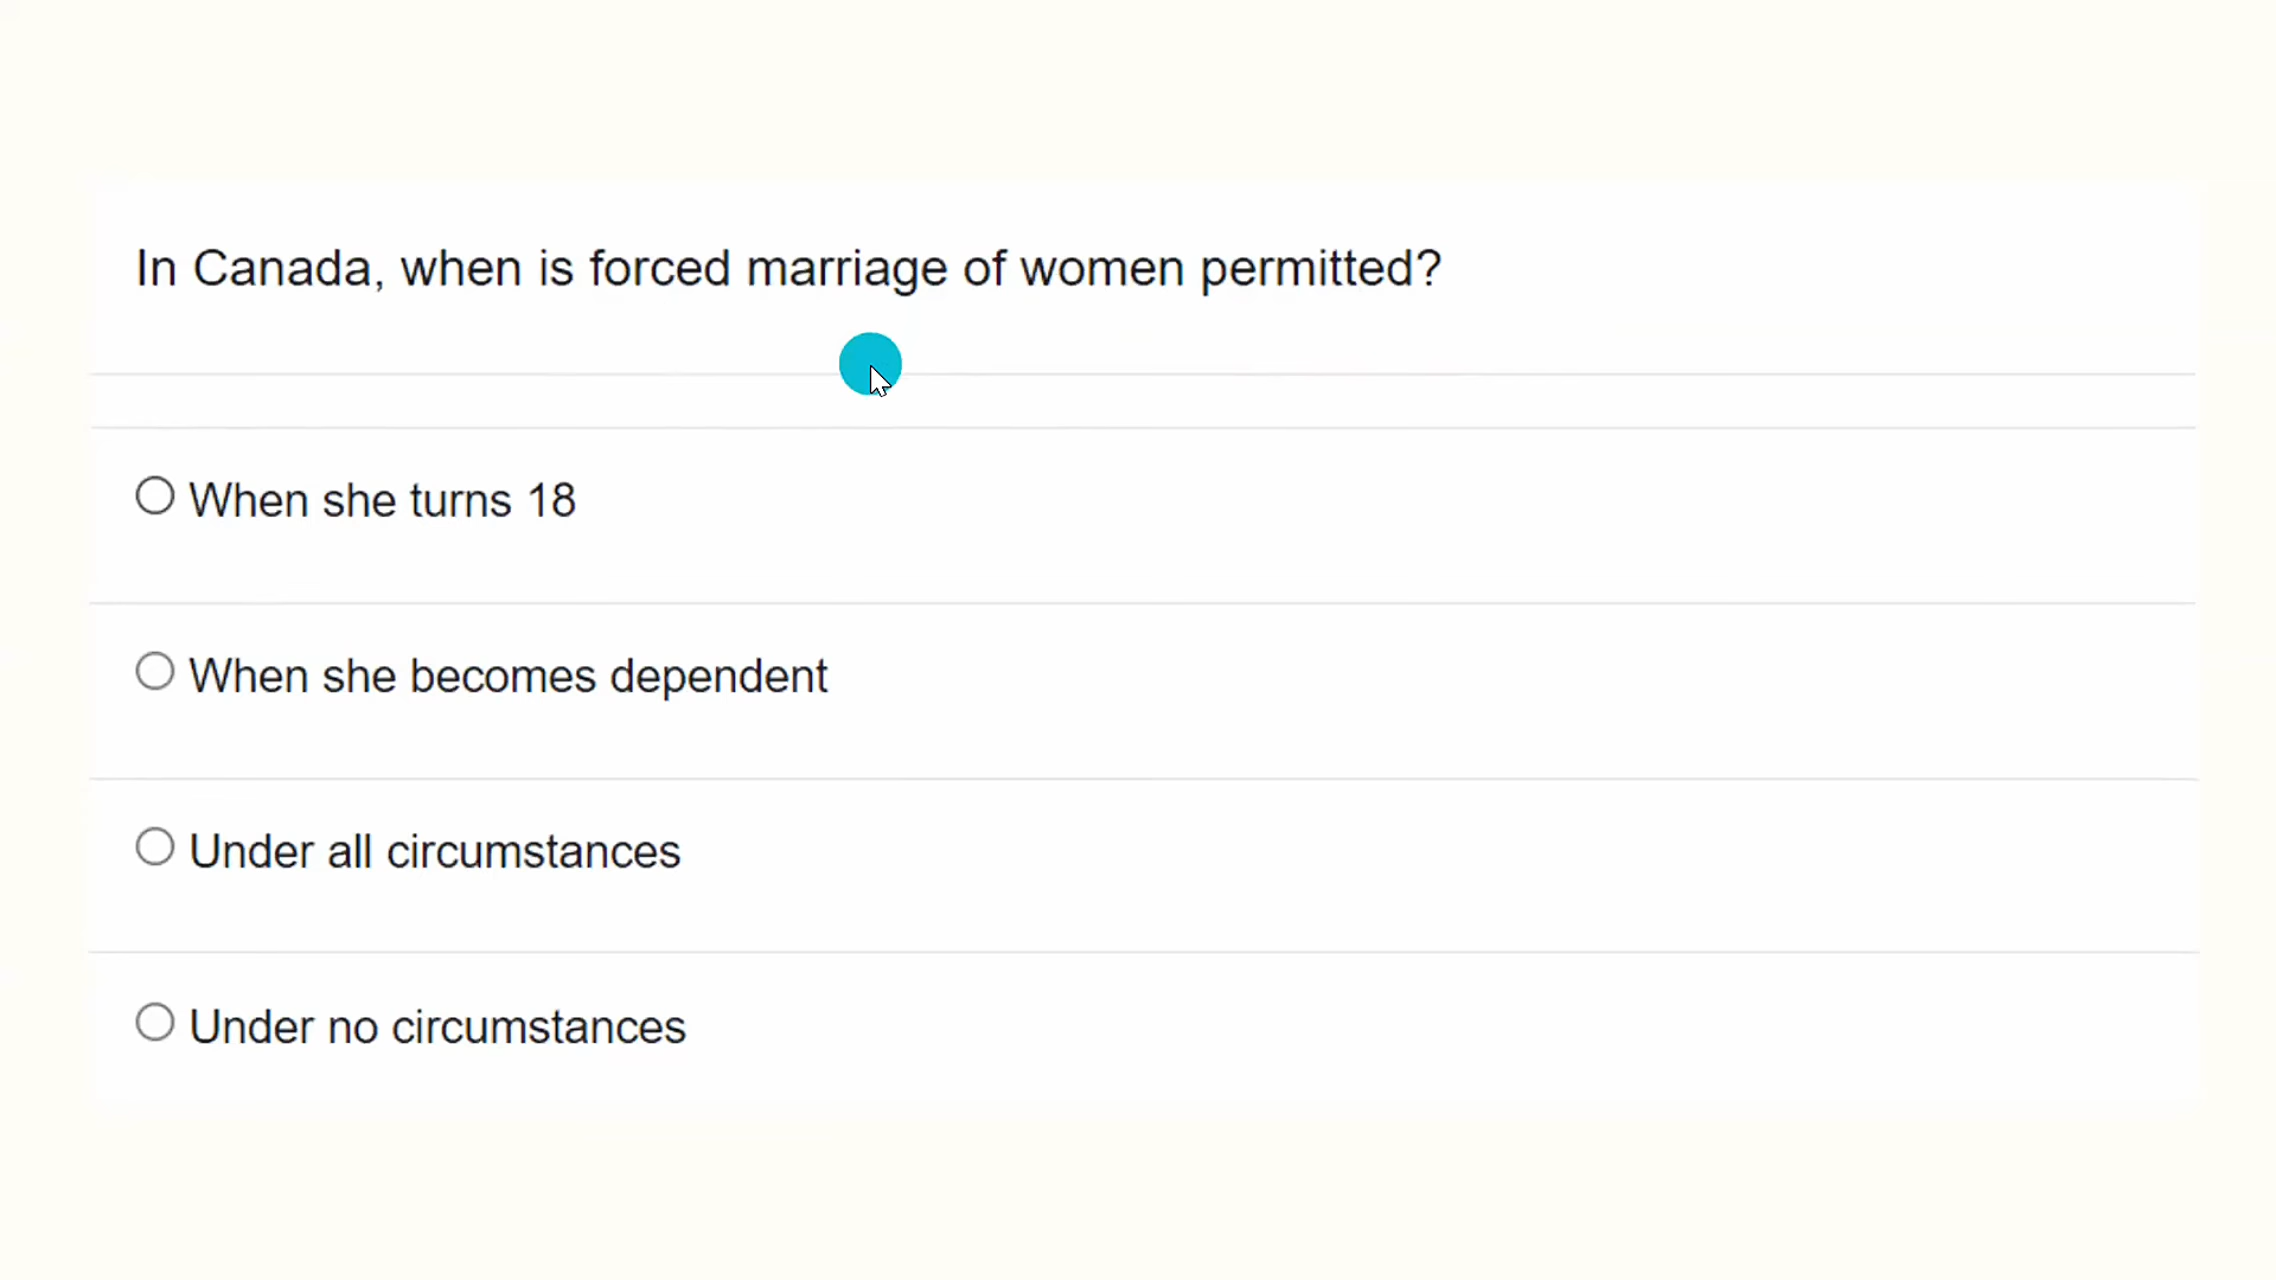 In Canada, when is forced marriage of women permitted?
When she turns 18
When she becomes dependent
Under all circumstances
Under no circumstances